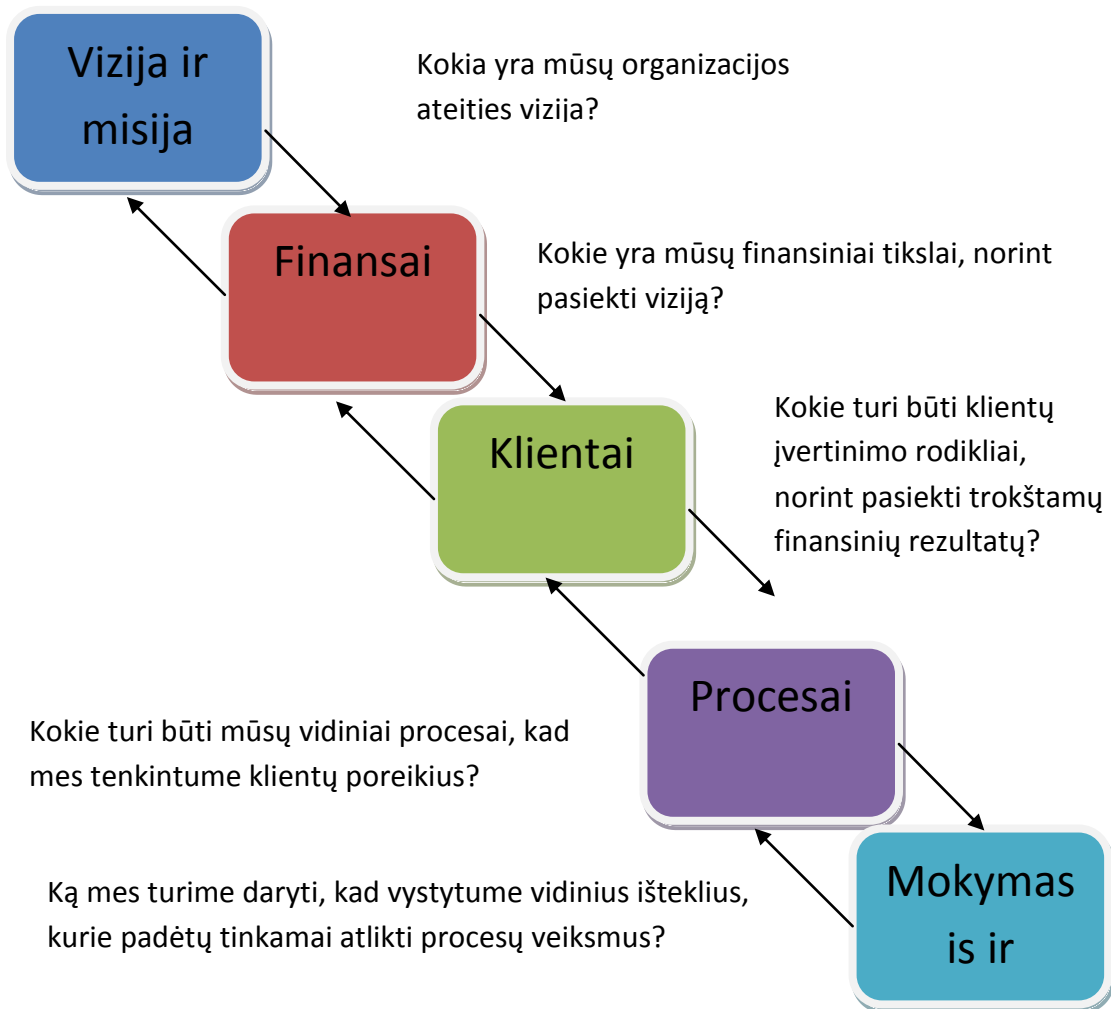 Vizija ir
misija
Kokia yra mūsų organizacijos
ateities vizija?
Finansai
Kokie yra mūsų finansiniai tikslai, norint
pasiekti viziją?
Klientai
Kokie turi būti klientų
įvertinimo rodikliai,
norint pasiekti trokštamų
finansinių rezultatų?
Procesai
Kokie turi būti mūsų vidiniai procesai, kad
mes tenkintume klientų poreikius?
Mokymas
is ir
Ką mes turime daryti, kad vystytume vidinius išteklius,
kurie padėtų tinkamai atlikti procesų veiksmus?